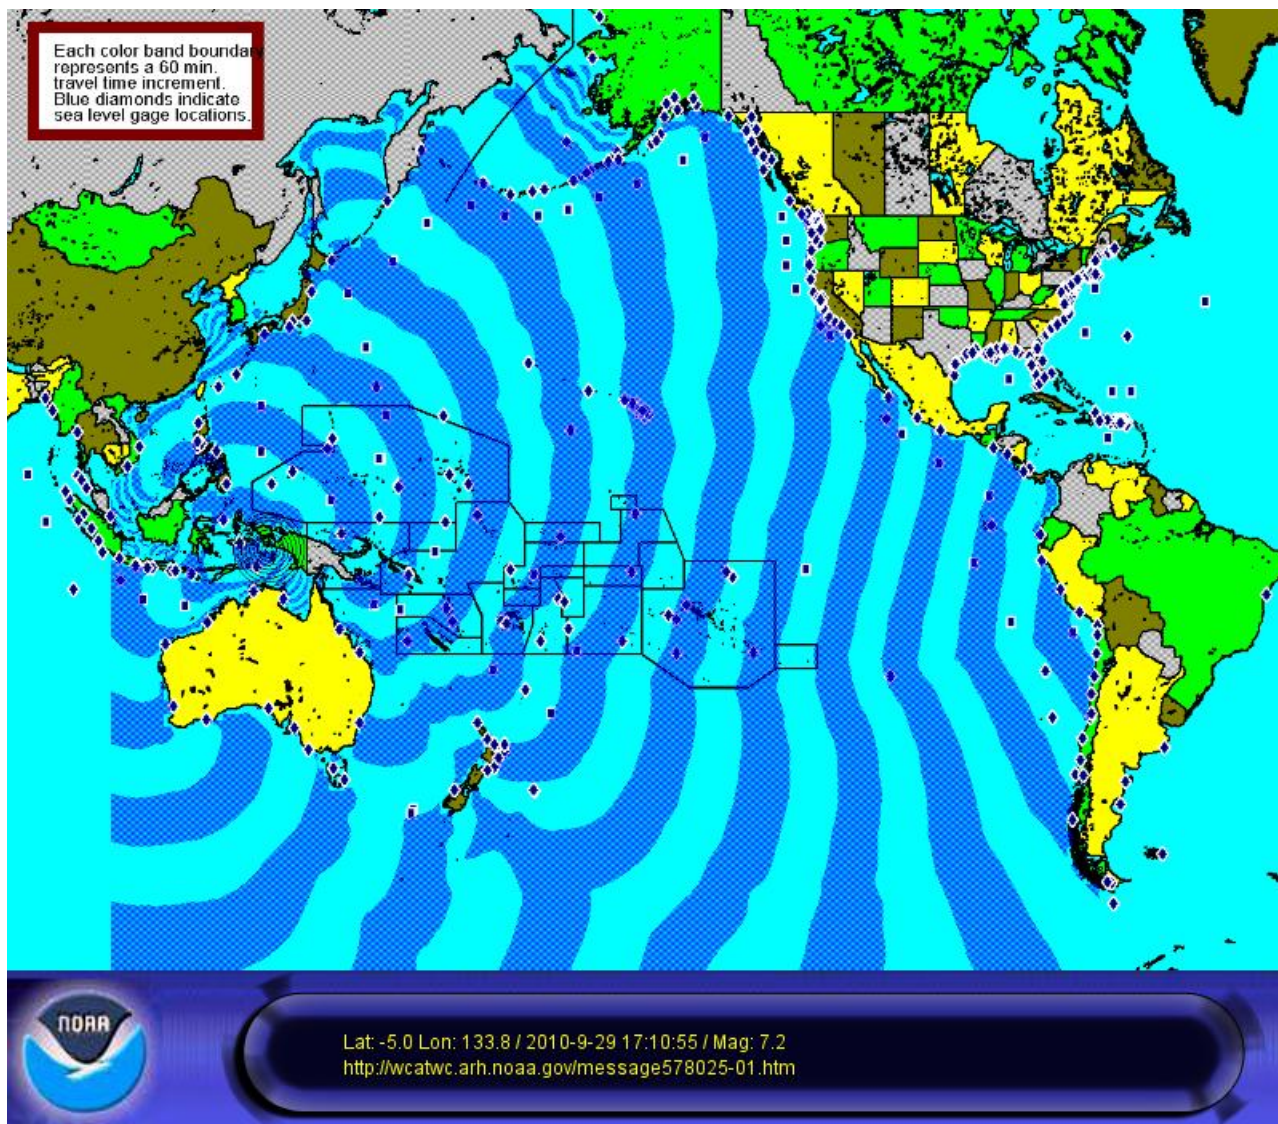 Each color band boundary
represents a 60 min.
travel time increment.
Blue diamonds indicate
sea level gage locations.
NOAA
Lat: -5.0 Lon: 133.8 / 2010-9-29 17:10:55 / Mag: 7.2
http://wcatwc.arh.noaa.gov/message578025-01.htm